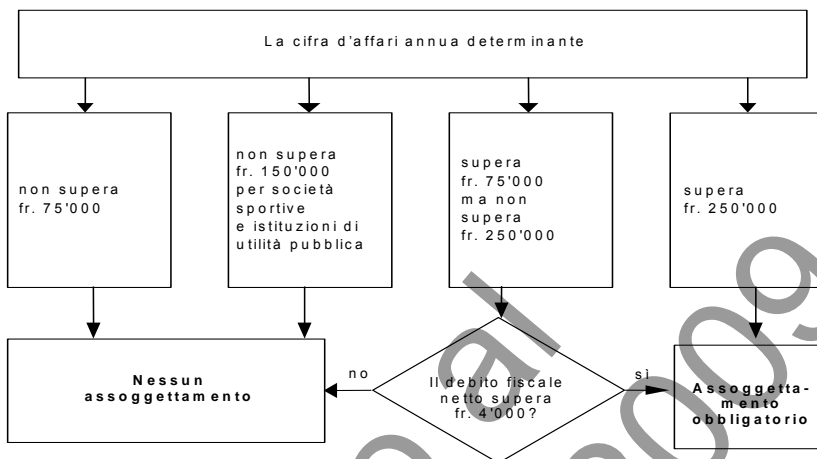 La cifra d'affari annua determinante
non supera
fr. 75'000
non supera
fr. 150'000
per società
sportive
e istituzioni di
utilità pubblica
supera
fr. 75'000
ma non
supera
fr. 250'000
supera
fr. 250'000
Nessun
assoggettamento
no
Il debito fiscale
netto supera
fr. 4'000?
sì
Assoggetta-
mento
obbligatorio
al
2009